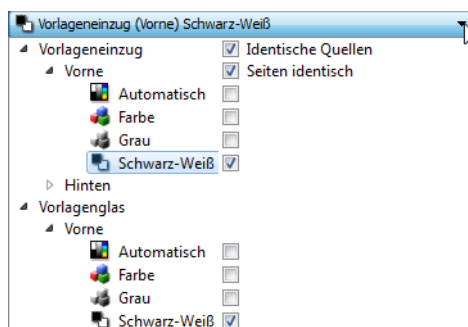 Vorlageneinzug (Vorne) Schwarz-Weiß
Vorlageneinzug Identische Quellen
Vorne Seiten identisch
Automatisch
Farbe
Grau
Schwarz-Weiß
Hinten
Vorlagenglas
Vorne
Automatisch
Farbe
Grau
Schwarz-Weiß